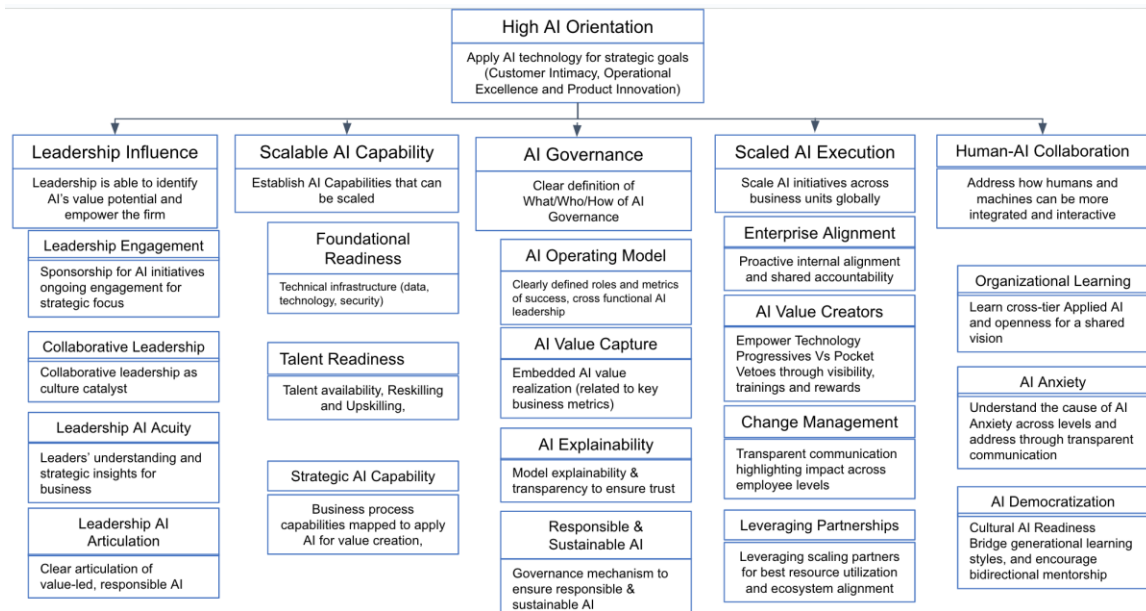 High AI Orientation
Apply AI technology for strategic goals
(Customer Intimacy, Operational
Excellence and Product Innovation)
Leadership Influence
Leadership is able to identify
AI's value potential and
empower the firm
Leadership Engagement
Sponsorship for AI initiatives
ongoing engagement for
strategic focus
Collaborative Leadership
Collaborative leadership as
culture catalyst
Leadership AI Acuity
Leaders' understanding and
strategic insights for
business
Leadership AI
Articulation
Clear articulation of
value-led, responsible AI
Scalable AI Capability
Establish AI Capabilities that can
be scaled
Foundational
Readiness
Technical infrastructure (data,
technology, security)
Talent Readiness
Talent availability, Reskilling
and Upskilling,
Strategic AI Capability
Business process
capabilities mapped to apply
AI for value creation,
AI Governance
Clear definition of
What/Who/How of AI
Governance
AI Operating Model
Clearly defined roles and metrics
of success, cross functional AI
leadership
AI Value Capture
Embedded AI value
realization (related to key
business metrics)
AI Explainability
Model explainability &
transparency to ensure trust
Responsible &
Sustainable AI
Governance mechanism to
ensure responsible &
sustainable AI
Scaled AI Execution
Scale AI initiatives across
business units globally
Enterprise Alignment
Proactive internal alignment
and shared accountability
AI Value Creators
Empower Technology
Progressives Vs Pocket
Vetoes through visibility,
trainings and rewards
Change Management
Transparent communication
highlighting impact across
employee levels
Leveraging Partnerships
Leveraging scaling partners
for best resource utilization
and ecosystem alignment
Human-AI Collaboration
Address how humans and
machines can be more
integrated and interactive
Organizational Learning
Learn cross-tier Applied AI
and openness for a shared
vision
AI Anxiety
Understand the cause of AI
Anxiety across levels and
address through transparent
communication
AI Democratization
Cultural AI Readiness
Bridge generational learning
styles, and encourage
bidirectional mentorship